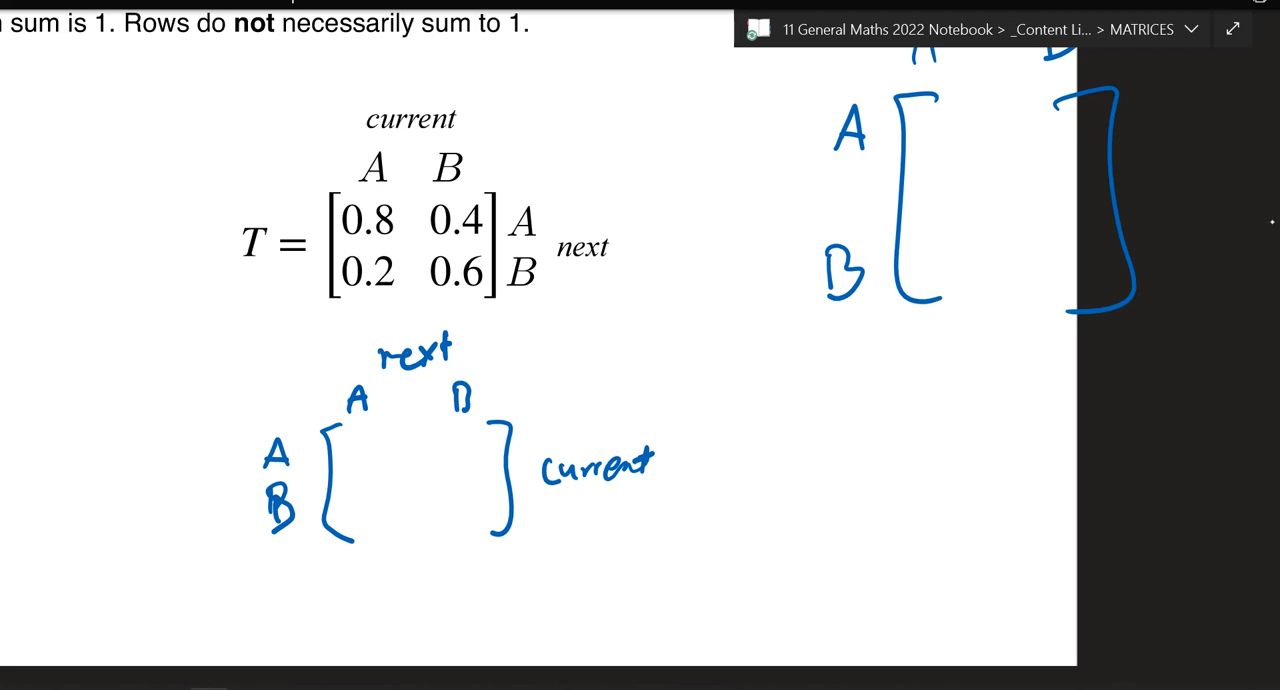 sum is 1. Rows do not necessarily sum to 1.
11 General Maths 2022 Notebook > _Content Li... > MATRICES
current
A B
T = [0.8 0.4] A
[0.2 0.6] B
next
A
B
next
A B
A
B
current